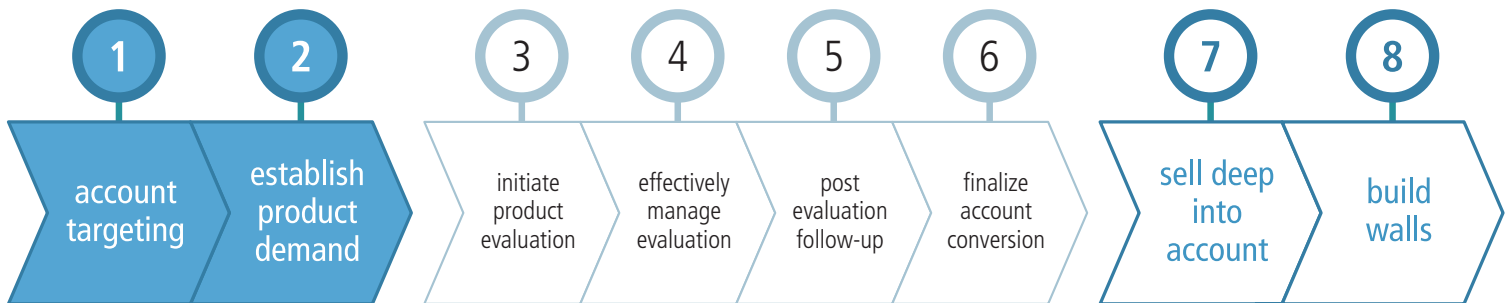 1
account
targeting
2
establish
product
demand
3
initiate
product
evaluation
4
effectively
manage
evaluation
5
post
evaluation
follow-up
6
finalize
account
conversion
7
sell deep
into
account
8
build
walls